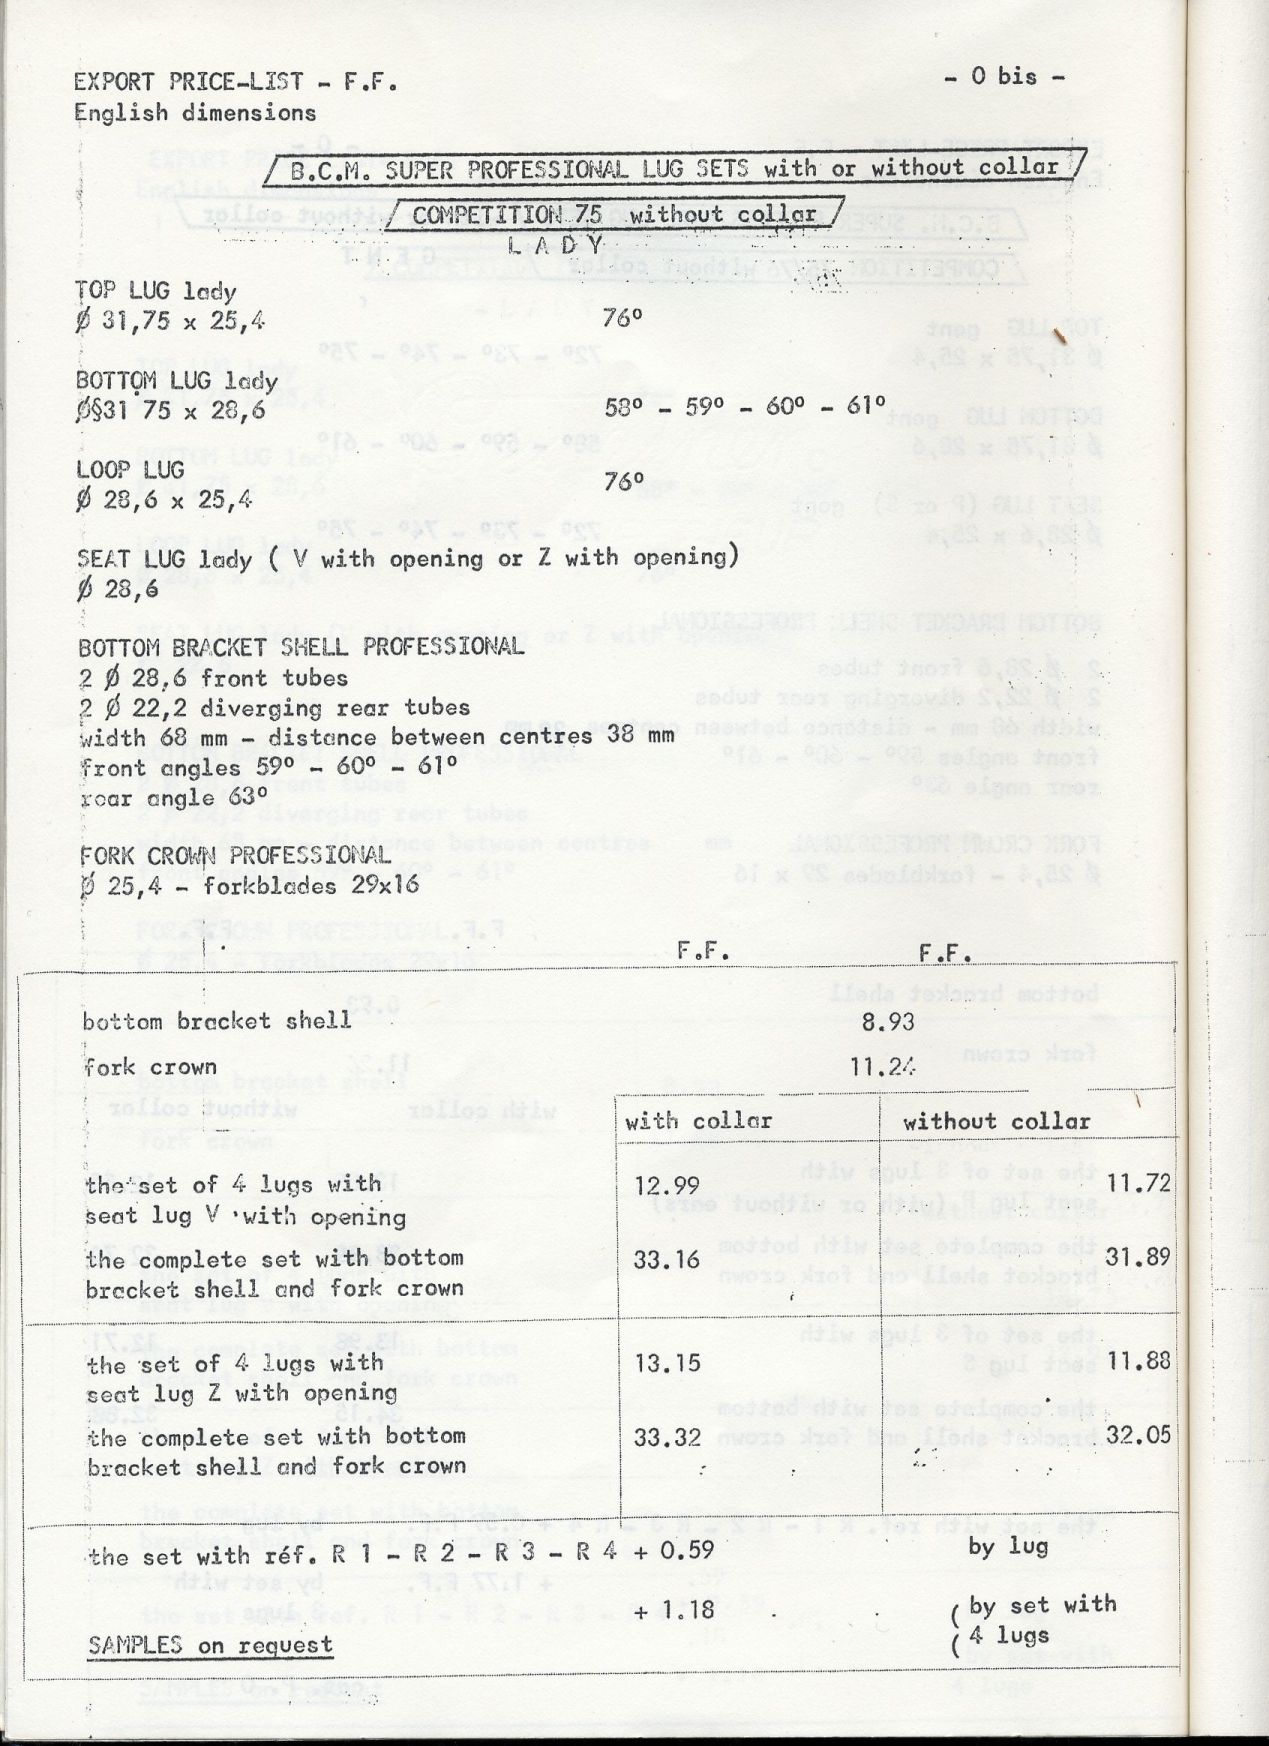 EXPORT PRICE-LIST - F.F.
- 0 bis -
English dimensions
B.C.M. SUPER PROFESSIONAL LUG SETS with or without collar
COMPETITION 75 without collar
L A D Y
TOP LUG lady
Ø 31,75 x 25,4 76º
BOTTOM LUG lady
Ø§31 75 x 28,6 58º - 59º - 60º - 61º
LOOP LUG
Ø 28,6 x 25,4 76º
SEAT LUG lady ( V with opening or Z with opening)
Ø 28,6
BOTTOM BRACKET SHELL PROFESSIONAL
2 Ø 28,6 front tubes
2 Ø 22,2 diverging rear tubes
width 68 mm - distance between centres 38 mm
front angles 59º - 60º - 61º
rear angle 63º
FORK CROWN PROFESSIONAL
Ø 25,4 - forkblades 29x16
F.F. F.F.
bottom bracket shell 8.93
fork crown 11.24
with collar without collar
the set of 4 lugs with 12.99 11.72
seat lug V with opening
the complete set with bottom 33.16 31.89
bracket shell and fork crown
the set of 4 lugs with 13.15 11.88
seat lug Z with opening
the complete set with bottom 33.32 32.05
bracket shell and fork crown
the set with réf. R 1 - R 2 - R 3 - R 4 + 0.59 by lug
+ 1.18 ( by set with
( 4 lugs
SAMPLES on request